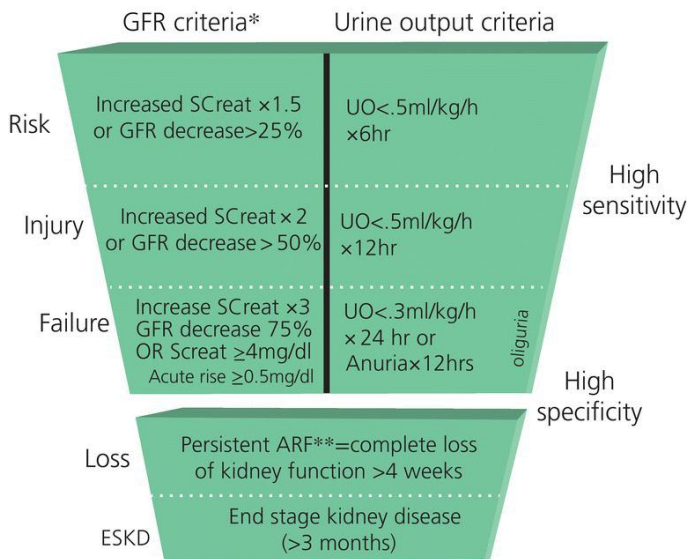 GFR criteria*
Urine output criteria
Risk
Increased SCreat ×1.5
or GFR decrease>25%
UO<.5ml/kg/h
×6hr
High
sensitivity
Injury
Increased SCreat×2
or GFR decrease>50%
UO<.5ml/kg/h
×12hr
Failure
Increase SCreat ×3
GFR decrease 75%
OR Screat ≥4mg/dl
Acute rise ≥0.5mg/dl
UO<.3ml/kg/h
×24 hr or
Anuria×12hrs
oliguria
High
specificity
Loss
Persistent ARF**=complete loss
of kidney function >4 weeks
ESKD
End stage kidney disease
(>3 months)